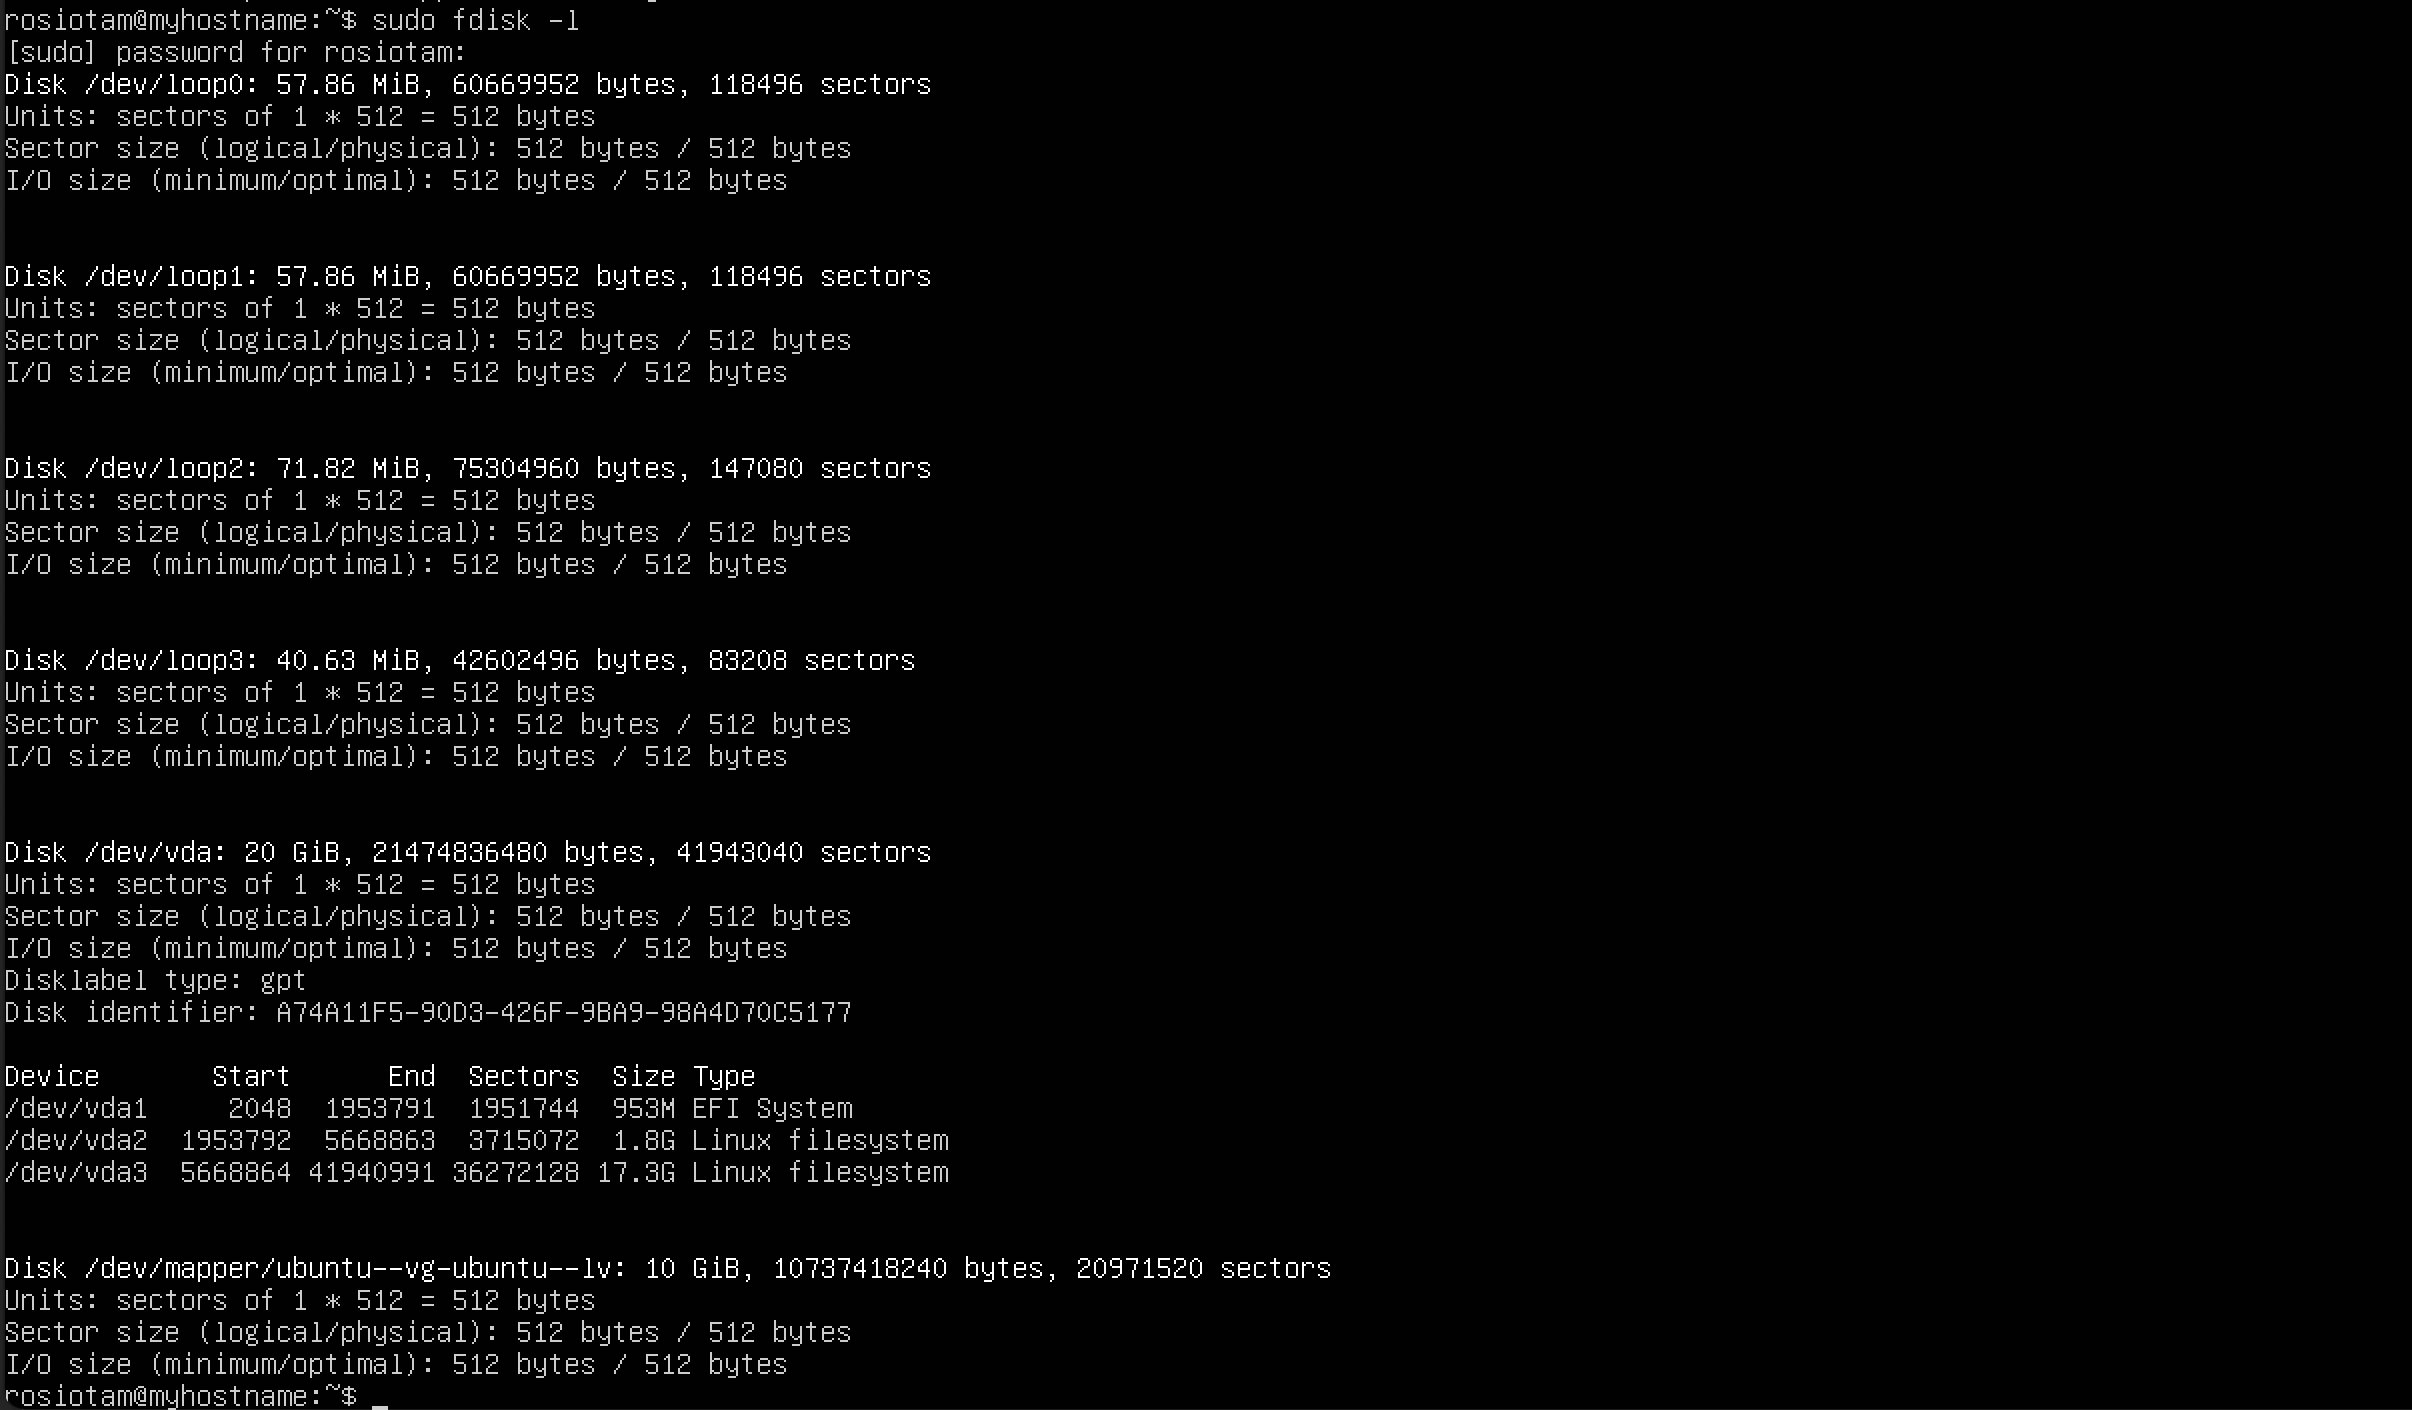 rosiotam@myhostname:~$ sudo fdisk -l
[sudo] password for rosiotam:
Disk /dev/loop0: 57.86 MiB, 60669952 bytes, 118496 sectors
Units: sectors of 1 * 512 = 512 bytes
Sector size (logical/physical): 512 bytes / 512 bytes
I/O size (minimum/optimal): 512 bytes / 512 bytes
Disk /dev/loop1: 57.86 MiB, 60669952 bytes, 118496 sectors
Units: sectors of 1 * 512 = 512 bytes
Sector size (logical/physical): 512 bytes / 512 bytes
I/O size (minimum/optimal): 512 bytes / 512 bytes
Disk /dev/loop2: 71.82 MiB, 75304960 bytes, 147080 sectors
Units: sectors of 1 * 512 = 512 bytes
Sector size (logical/physical): 512 bytes / 512 bytes
I/O size (minimum/optimal): 512 bytes / 512 bytes
Disk /dev/loop3: 40.63 MiB, 42602496 bytes, 83208 sectors
Units: sectors of 1 * 512 = 512 bytes
Sector size (logical/physical): 512 bytes / 512 bytes
I/O size (minimum/optimal): 512 bytes / 512 bytes
Disk /dev/vda: 20 GiB, 21474836480 bytes, 41943040 sectors
Units: sectors of 1 * 512 = 512 bytes
Sector size (logical/physical): 512 bytes / 512 bytes
I/O size (minimum/optimal): 512 bytes / 512 bytes
Disklabel type: gpt
Disk identifier: A74A11F5-90D3-426F-9BA9-98A4D70C5177
Device       Start      End  Sectors  Size Type
/dev/vda1     2048  1953791  1951744  953M EFI System
/dev/vda2  1953792  5668863  3715072  1.8G Linux filesystem
/dev/vda3  5668864 41940991 36272128 17.3G Linux filesystem
Disk /dev/mapper/ubuntu--vg-ubuntu--lv: 10 GiB, 10737418240 bytes, 20971520 sectors
Units: sectors of 1 * 512 = 512 bytes
Sector size (logical/physical): 512 bytes / 512 bytes
I/O size (minimum/optimal): 512 bytes / 512 bytes
rosiotam@myhostname:~$ _